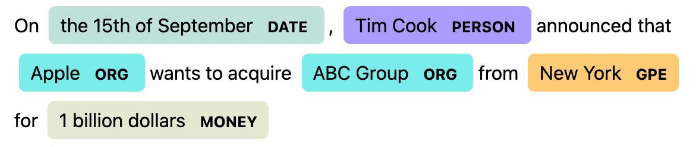 On the 15th of September DATE , Tim Cook PERSON announced that
Apple ORG wants to acquire ABC Group ORG from New York GPE
for 1 billion dollars MONEY